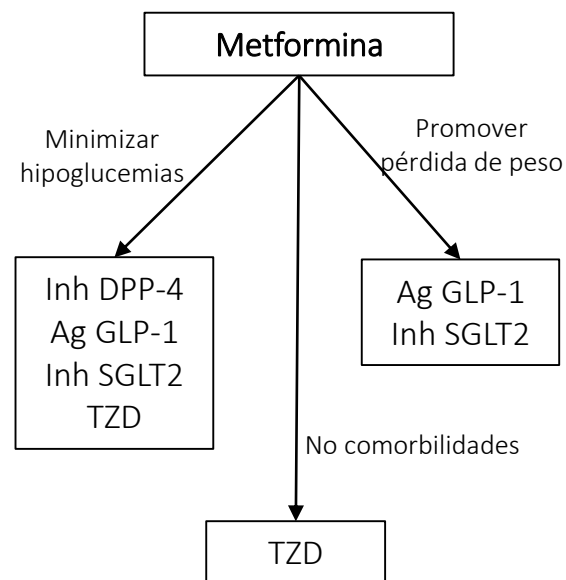 Metformina
Minimizar
hipoglucemias
Promover
pérdida de peso
Inh DPP-4
Ag GLP-1
Inh SGLT2
TZD
Ag GLP-1
Inh SGLT2
No comorbilidades
TZD